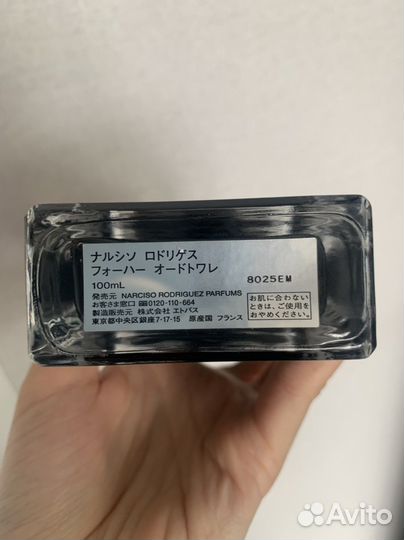 ナルシソ ロドリゲス
フォーハー オードトワレ
100mL
発売元 NARCISO RODRIGUEZ PARFUMS
お客さま窓口 0120-110-664
製造販売元 株式会社 エトバス
東京都中央区銀座7-17-15 原産国 フランス
8025EM
お肌に合わない
ときは、ご使用を
おやめください。
Avito